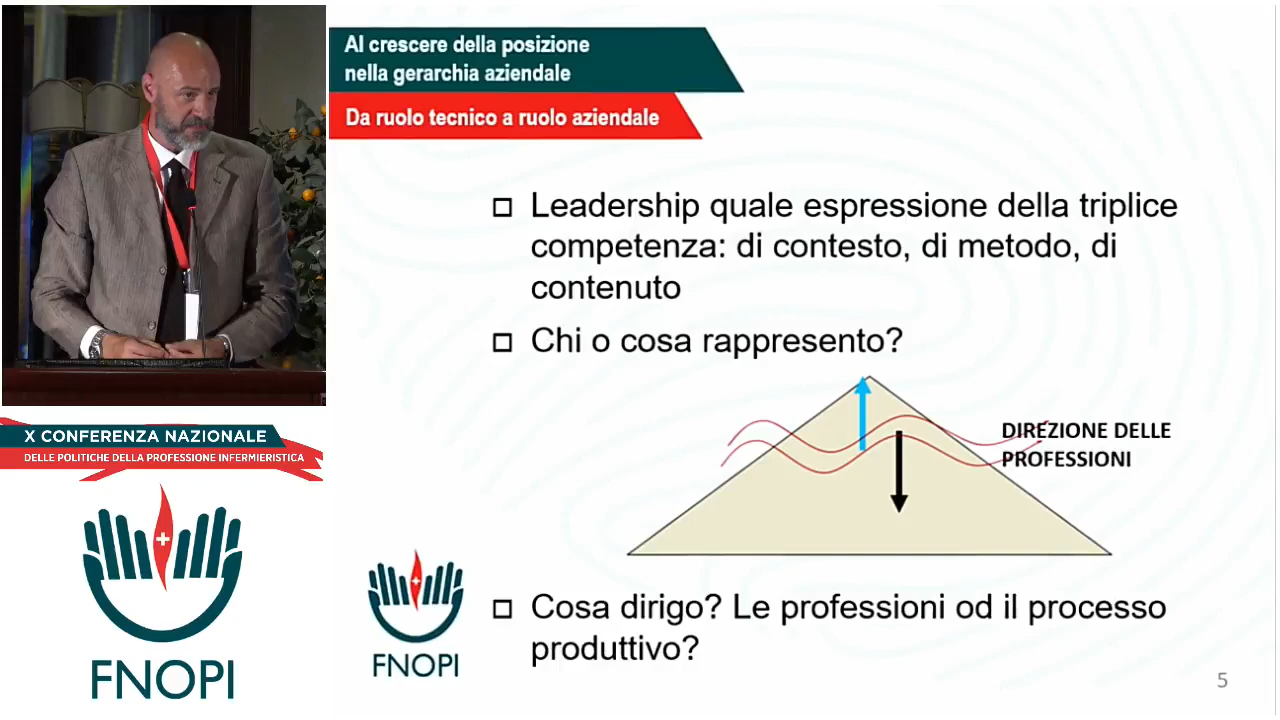 Al crescere della posizione
nella gerarchia aziendale
Da ruolo tecnico a ruolo aziendale
Leadership quale espressione della triplice
competenza: di contesto, di metodo, di
contenuto
Chi o cosa rappresento?
DIREZIONE DELLE
PROFESSIONI
Cosa dirigo? Le professioni od il processo
produttivo?
FNOPI
5
X CONFERENZA NAZIONALE
DELLE POLITICHE DELLA PROFESSIONE INFERMIERISTICA
FNOPI